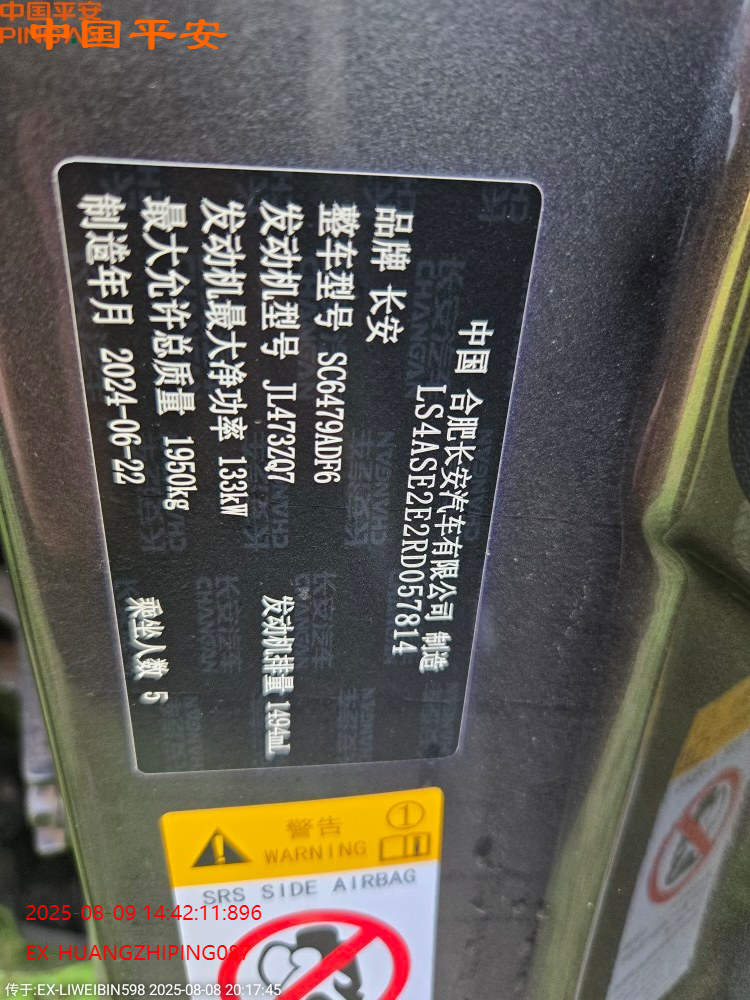 中国平安
PING
中国平安
中国 合肥长安汽车有限公司 制造
LS4ASE2E2RD057814
品牌 长安
整车型号 SC6479ADF6
发动机型号 JL473ZQ7 发动机排量 1494mL
发动机最大净功率 133kW
最大允许总质量 1950kg 乘坐人数 5
制造年月 2024-06-22
警告
WARNING
SRS SIDE AIRBAG
2025-08-09 14:42:11:896
EX-HUANGZHIPING087
传于:EX-LIWEIBIN598 2025-08-08 20:17:45